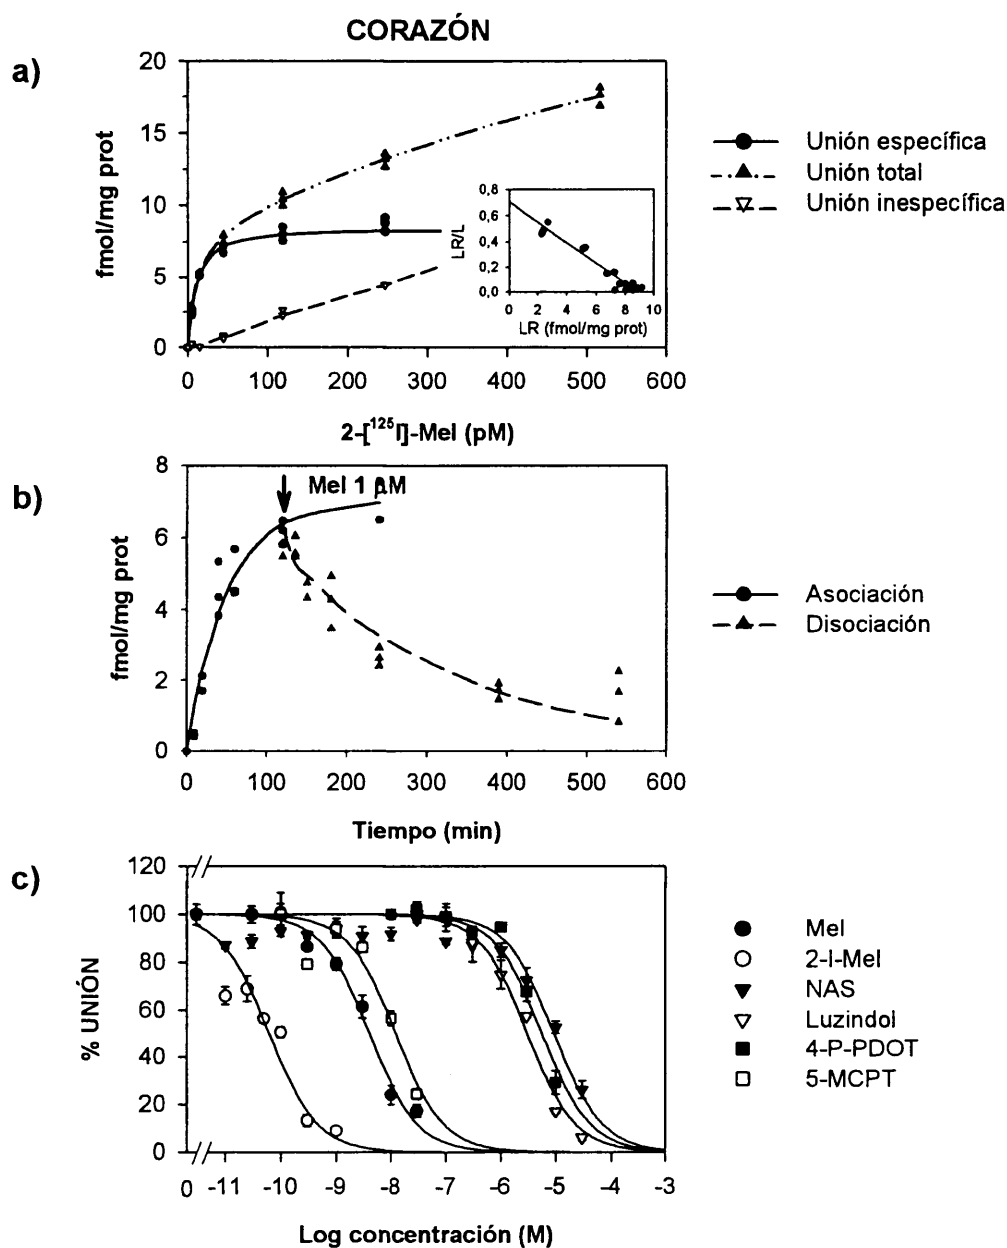 CORAZÓN
a)
20
15
10
5
0
fmol/mg prot
0 100 200 300 400 500 600
2-[¹²⁵I]-Mel (pM)
0,8
0,6
0,4
0,2
0,0
LR/L
0 2 4 6 8 10
LR (fmol/mg prot)
Unión específica
Unión total
Unión inespecífica
b)
8
6
4
2
0
fmol/mg prot
Mel 1 µM
0 100 200 300 400 500 600
Tiempo (min)
Asociación
Disociación
c)
120
100
80
60
40
20
0
% UNIÓN
0 -11 -10 -9 -8 -7 -6 -5 -4 -3
Log concentración (M)
Mel
2-I-Mel
NAS
Luzindol
4-P-PDOT
5-MCPT